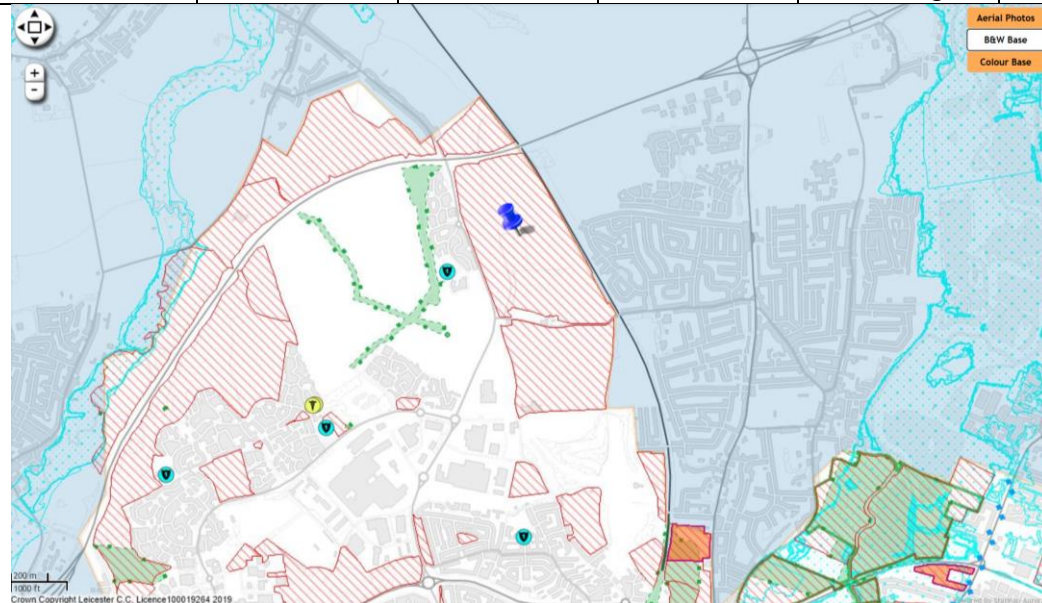 Aerial Photos
B&W Base
Colour Base
+
-
T
200 m
1000 ft
Crown Copyright Leicester C.C. Licence100019264 2019